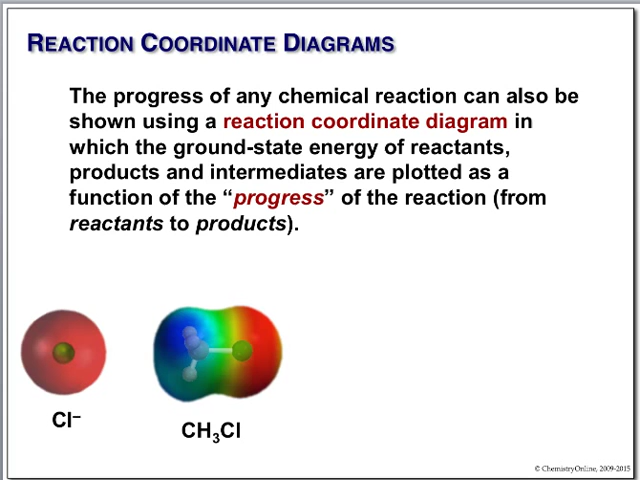 REACTION COORDINATE DIAGRAMS
The progress of any chemical reaction can also be
shown using a reaction coordinate diagram in
which the ground-state energy of reactants,
products and intermediates are plotted as a
function of the “progress” of the reaction (from
reactants to products).
Cl⁻
CH₃Cl
© ChemistryOnline, 2009-2015